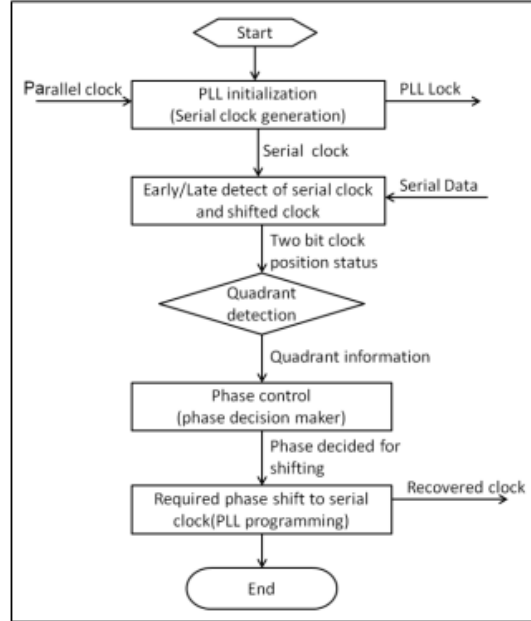 Start
Parallel clock
PLL initialization
(Serial clock generation)
PLL Lock
Serial clock
Early/Late detect of serial clock
and shifted clock
Serial Data
Two bit clock
position status
Quadrant
detection
Quadrant information
Phase control
(phase decision maker)
Phase decided for
shifting
Required phase shift to serial
clock(PLL programming)
Recovered clock
End